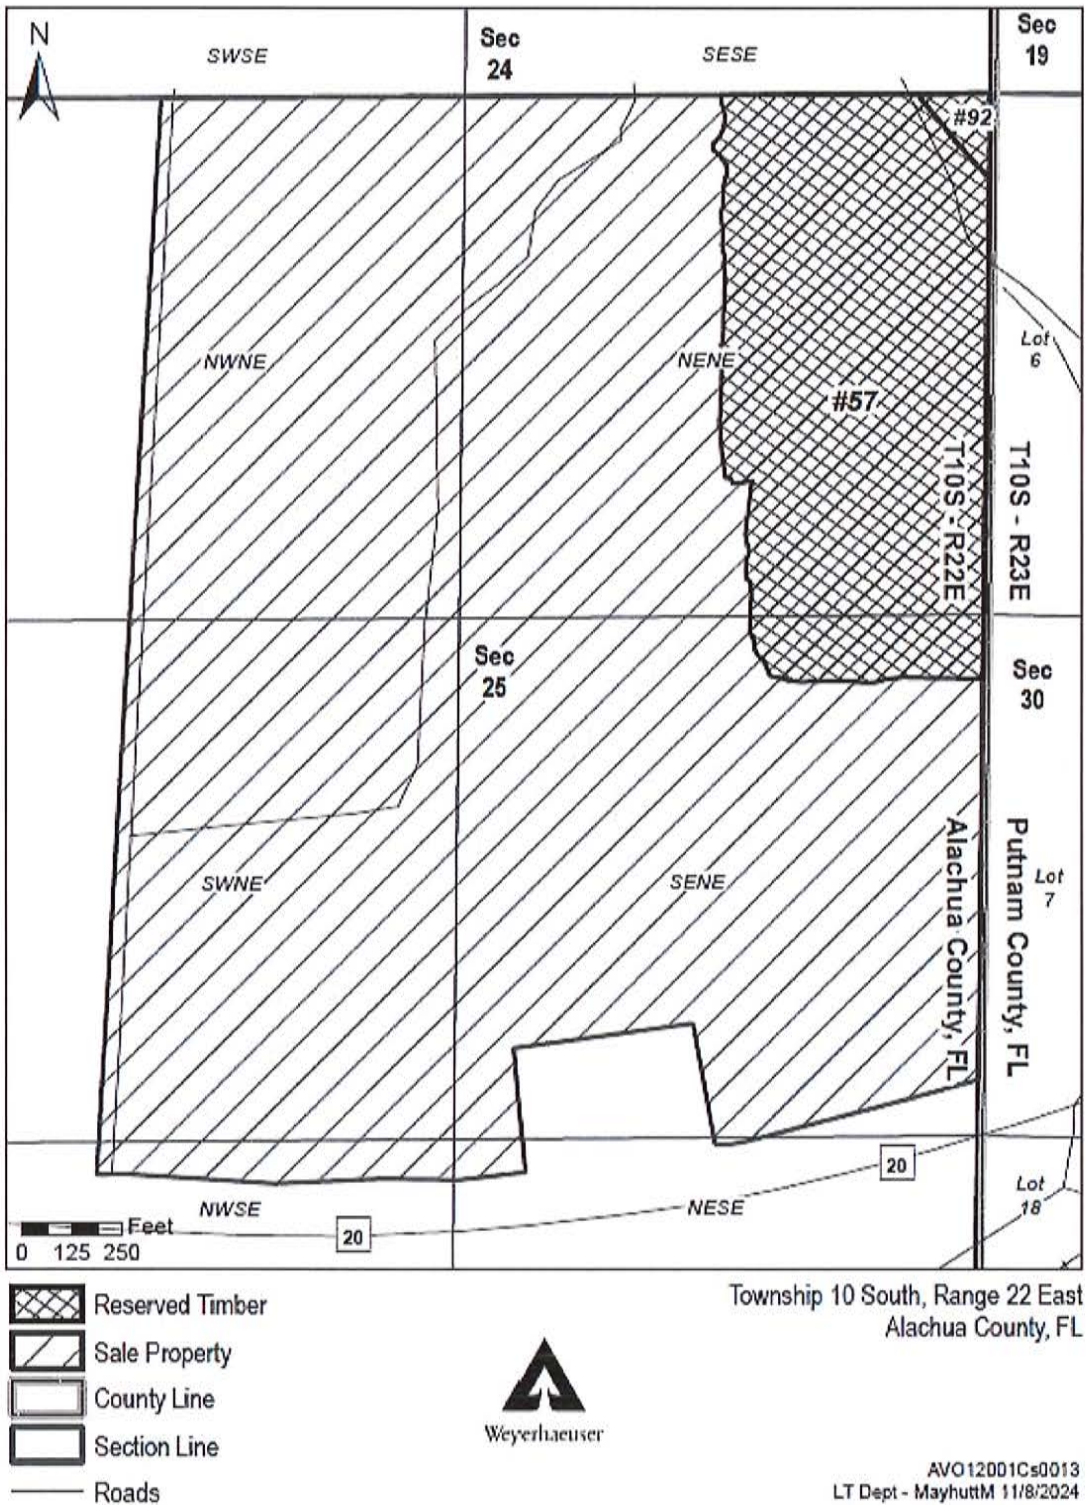 N
SWSE
Sec
24
SESE
Sec
19
#92
NWNE
NENE
#57
Lot
6
T10S - R22E
T10S - R23E
Sec
25
Sec
30
SWNE
SENE
Alachua County, FL
Putnam County, FL
Lot
7
20
NWSE
NESE
Lot
18
20
Feet
0 125 250
Reserved Timber
Sale Property
County Line
Section Line
Roads
Township 10 South, Range 22 East
Alachua County, FL
Weyerhaeuser
AVO12001Cs0013
LT Dept - MayhuttM 11/8/2024